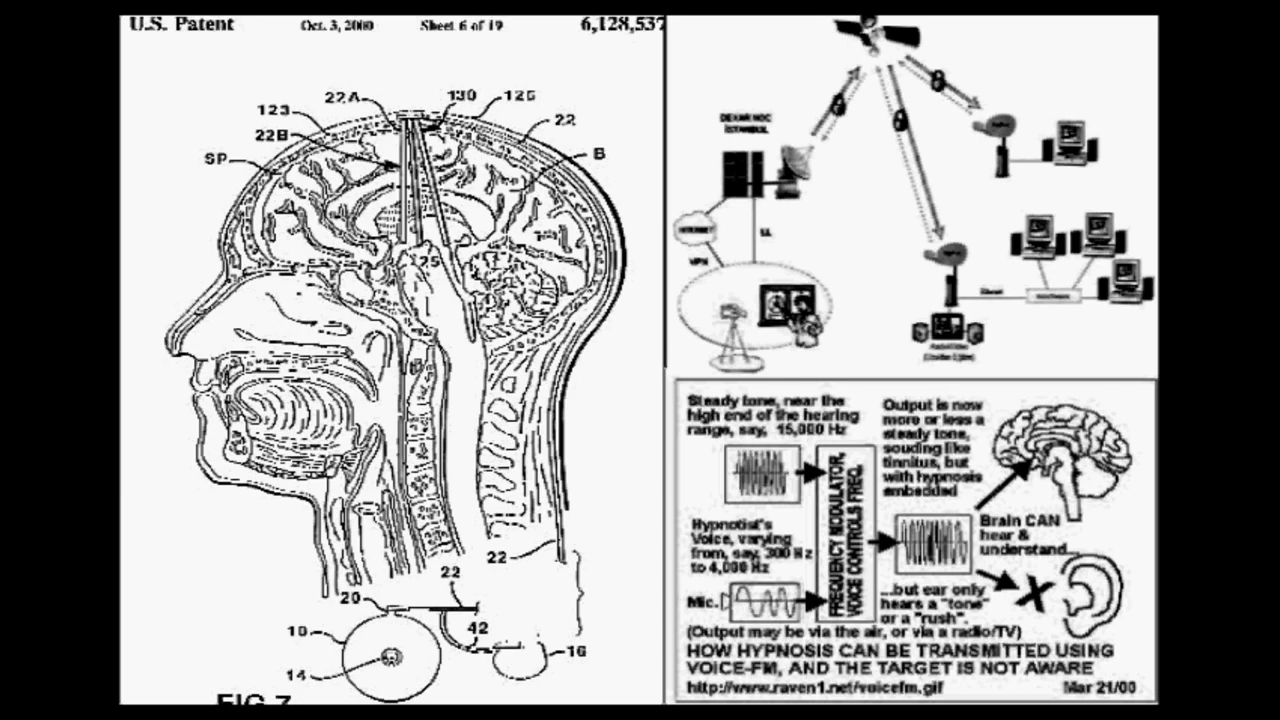 U.S. Patent Oct. 3, 2000 Sheet 6 of 19 6,128,537
22A
130
126
123
22
22B
B
SP
25
22
22
20
18
42
16
14
FIG 7
DEKAR NOC
ISTANBUL
INTERNET
VPN
Steady tone, near the
high end of the hearing
range, say, 15,000 Hz
Hypnotist's
Voice, varying
from, say, 300 Hz
to 4,000 Hz
Mic.
FREQUENCY MODULATOR,
VOICE CONTROLS FREQ.
Output is now
more or less a
steady tone,
souding like
tinnitus, but
with hypnosis
embedded
Brain CAN
hear &
understand...
...but ear only
hears a "tone"
or a "rush".
X
(Output may be via the air, or via a radio/TV)
HOW HYPNOSIS CAN BE TRANSMITTED USING
VOICE-FM, AND THE TARGET IS NOT AWARE
http://www.raven1.net/voicefm.gif Mar 21/00